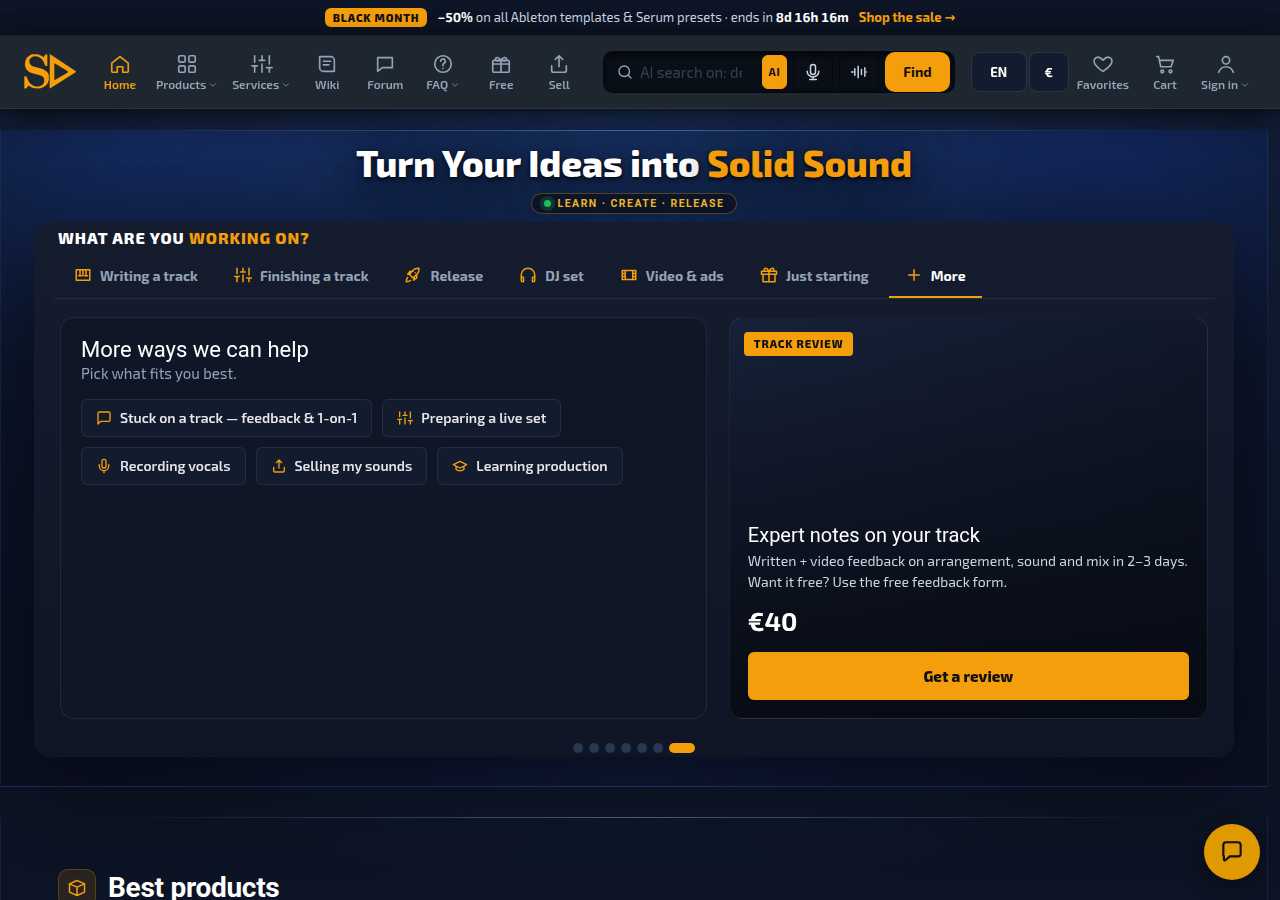 BLACK MONTH −50% on all Ableton templates & Serum presets · ends in 8d 16h 16m Shop the sale →
Home Products Services Wiki Forum FAQ Free Sell
AI search on: dr AI Find EN €
Favorites Cart Sign in
Turn Your Ideas into Solid Sound
LEARN · CREATE · RELEASE
WHAT ARE YOU WORKING ON?
Writing a track Finishing a track Release DJ set Video & ads Just starting More
More ways we can help
Pick what fits you best.
Stuck on a track — feedback & 1-on-1 Preparing a live set
Recording vocals Selling my sounds Learning production
TRACK REVIEW
Expert notes on your track
Written + video feedback on arrangement, sound and mix in 2–3 days.
Want it free? Use the free feedback form.
€40
Get a review
Best products